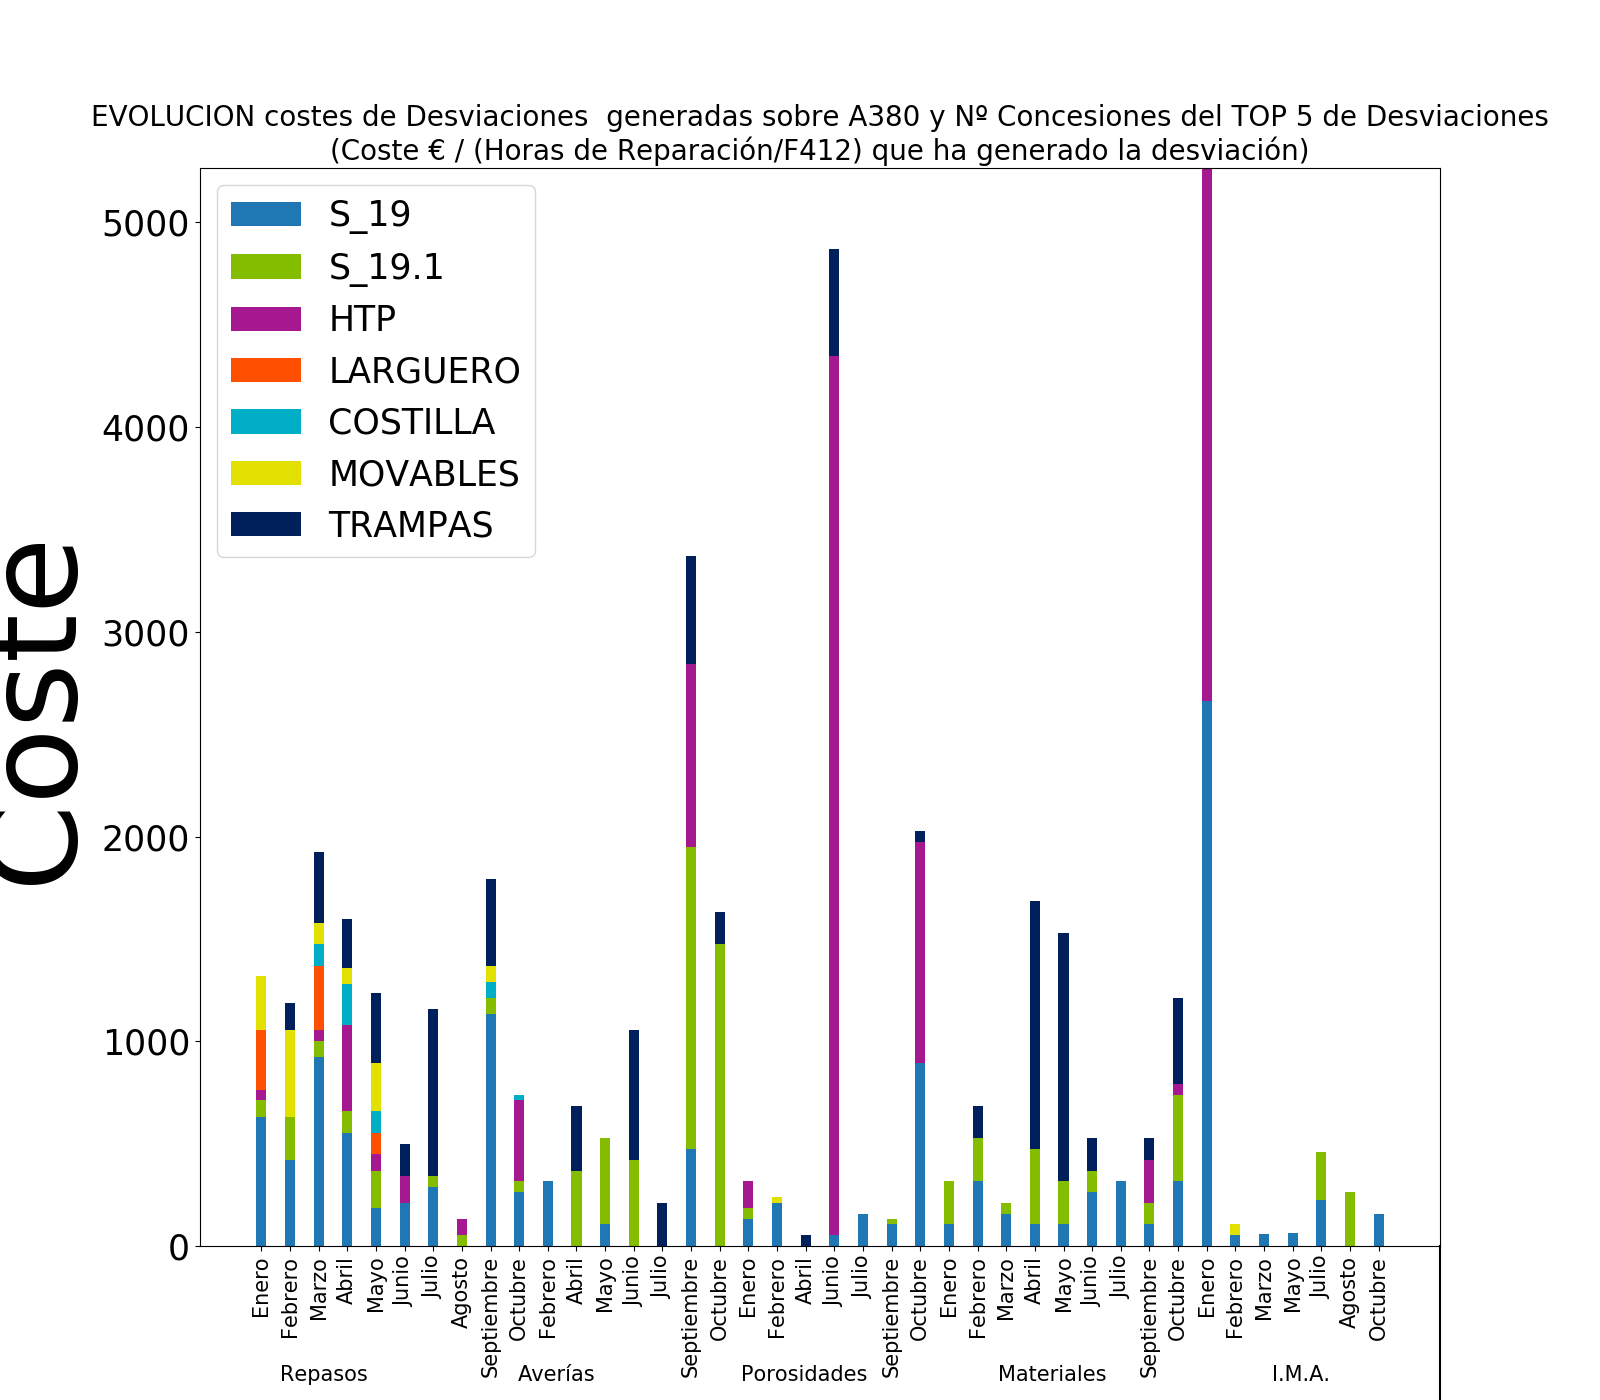 EVOLUCION costes de Desviaciones  generadas sobre A380 y Nº Concesiones del TOP 5 de Desviaciones
(Coste € / (Horas de Reparación/F412) que ha generado la desviación)
S_19
S_19.1
HTP
LARGUERO
COSTILLA
MOVABLES
TRAMPAS
Coste
5000
4000
3000
2000
1000
0
Enero
Febrero
Marzo
Abril
Mayo
Junio
Julio
Agosto
Septiembre
Octubre
Febrero
Abril
Mayo
Junio
Julio
Septiembre
Octubre
Enero
Febrero
Abril
Junio
Julio
Septiembre
Octubre
Enero
Febrero
Marzo
Abril
Mayo
Junio
Julio
Septiembre
Octubre
Enero
Febrero
Marzo
Mayo
Julio
Agosto
Octubre
Repasos
Averías
Porosidades
Materiales
I.M.A.